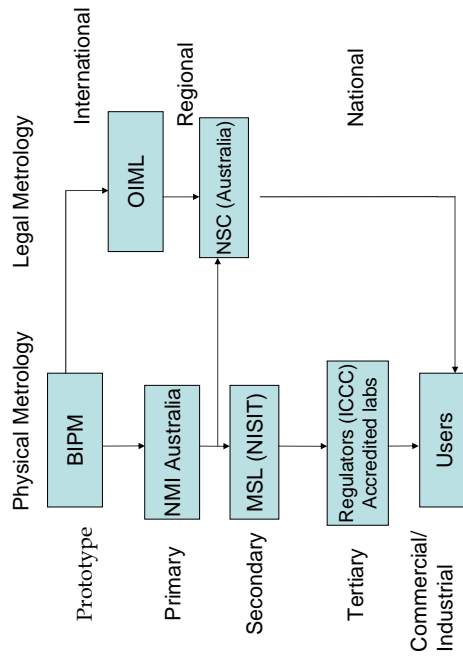 Physical Metrology
Legal Metrology
Prototype
BIPM
International
OIML
Primary
NMI Australia
Regional
Secondary
MSL (NISIT)
NSC (Australia)
Tertiary
Regulators (ICCC)
Accredited labs
National
Commercial/
Industrial
Users